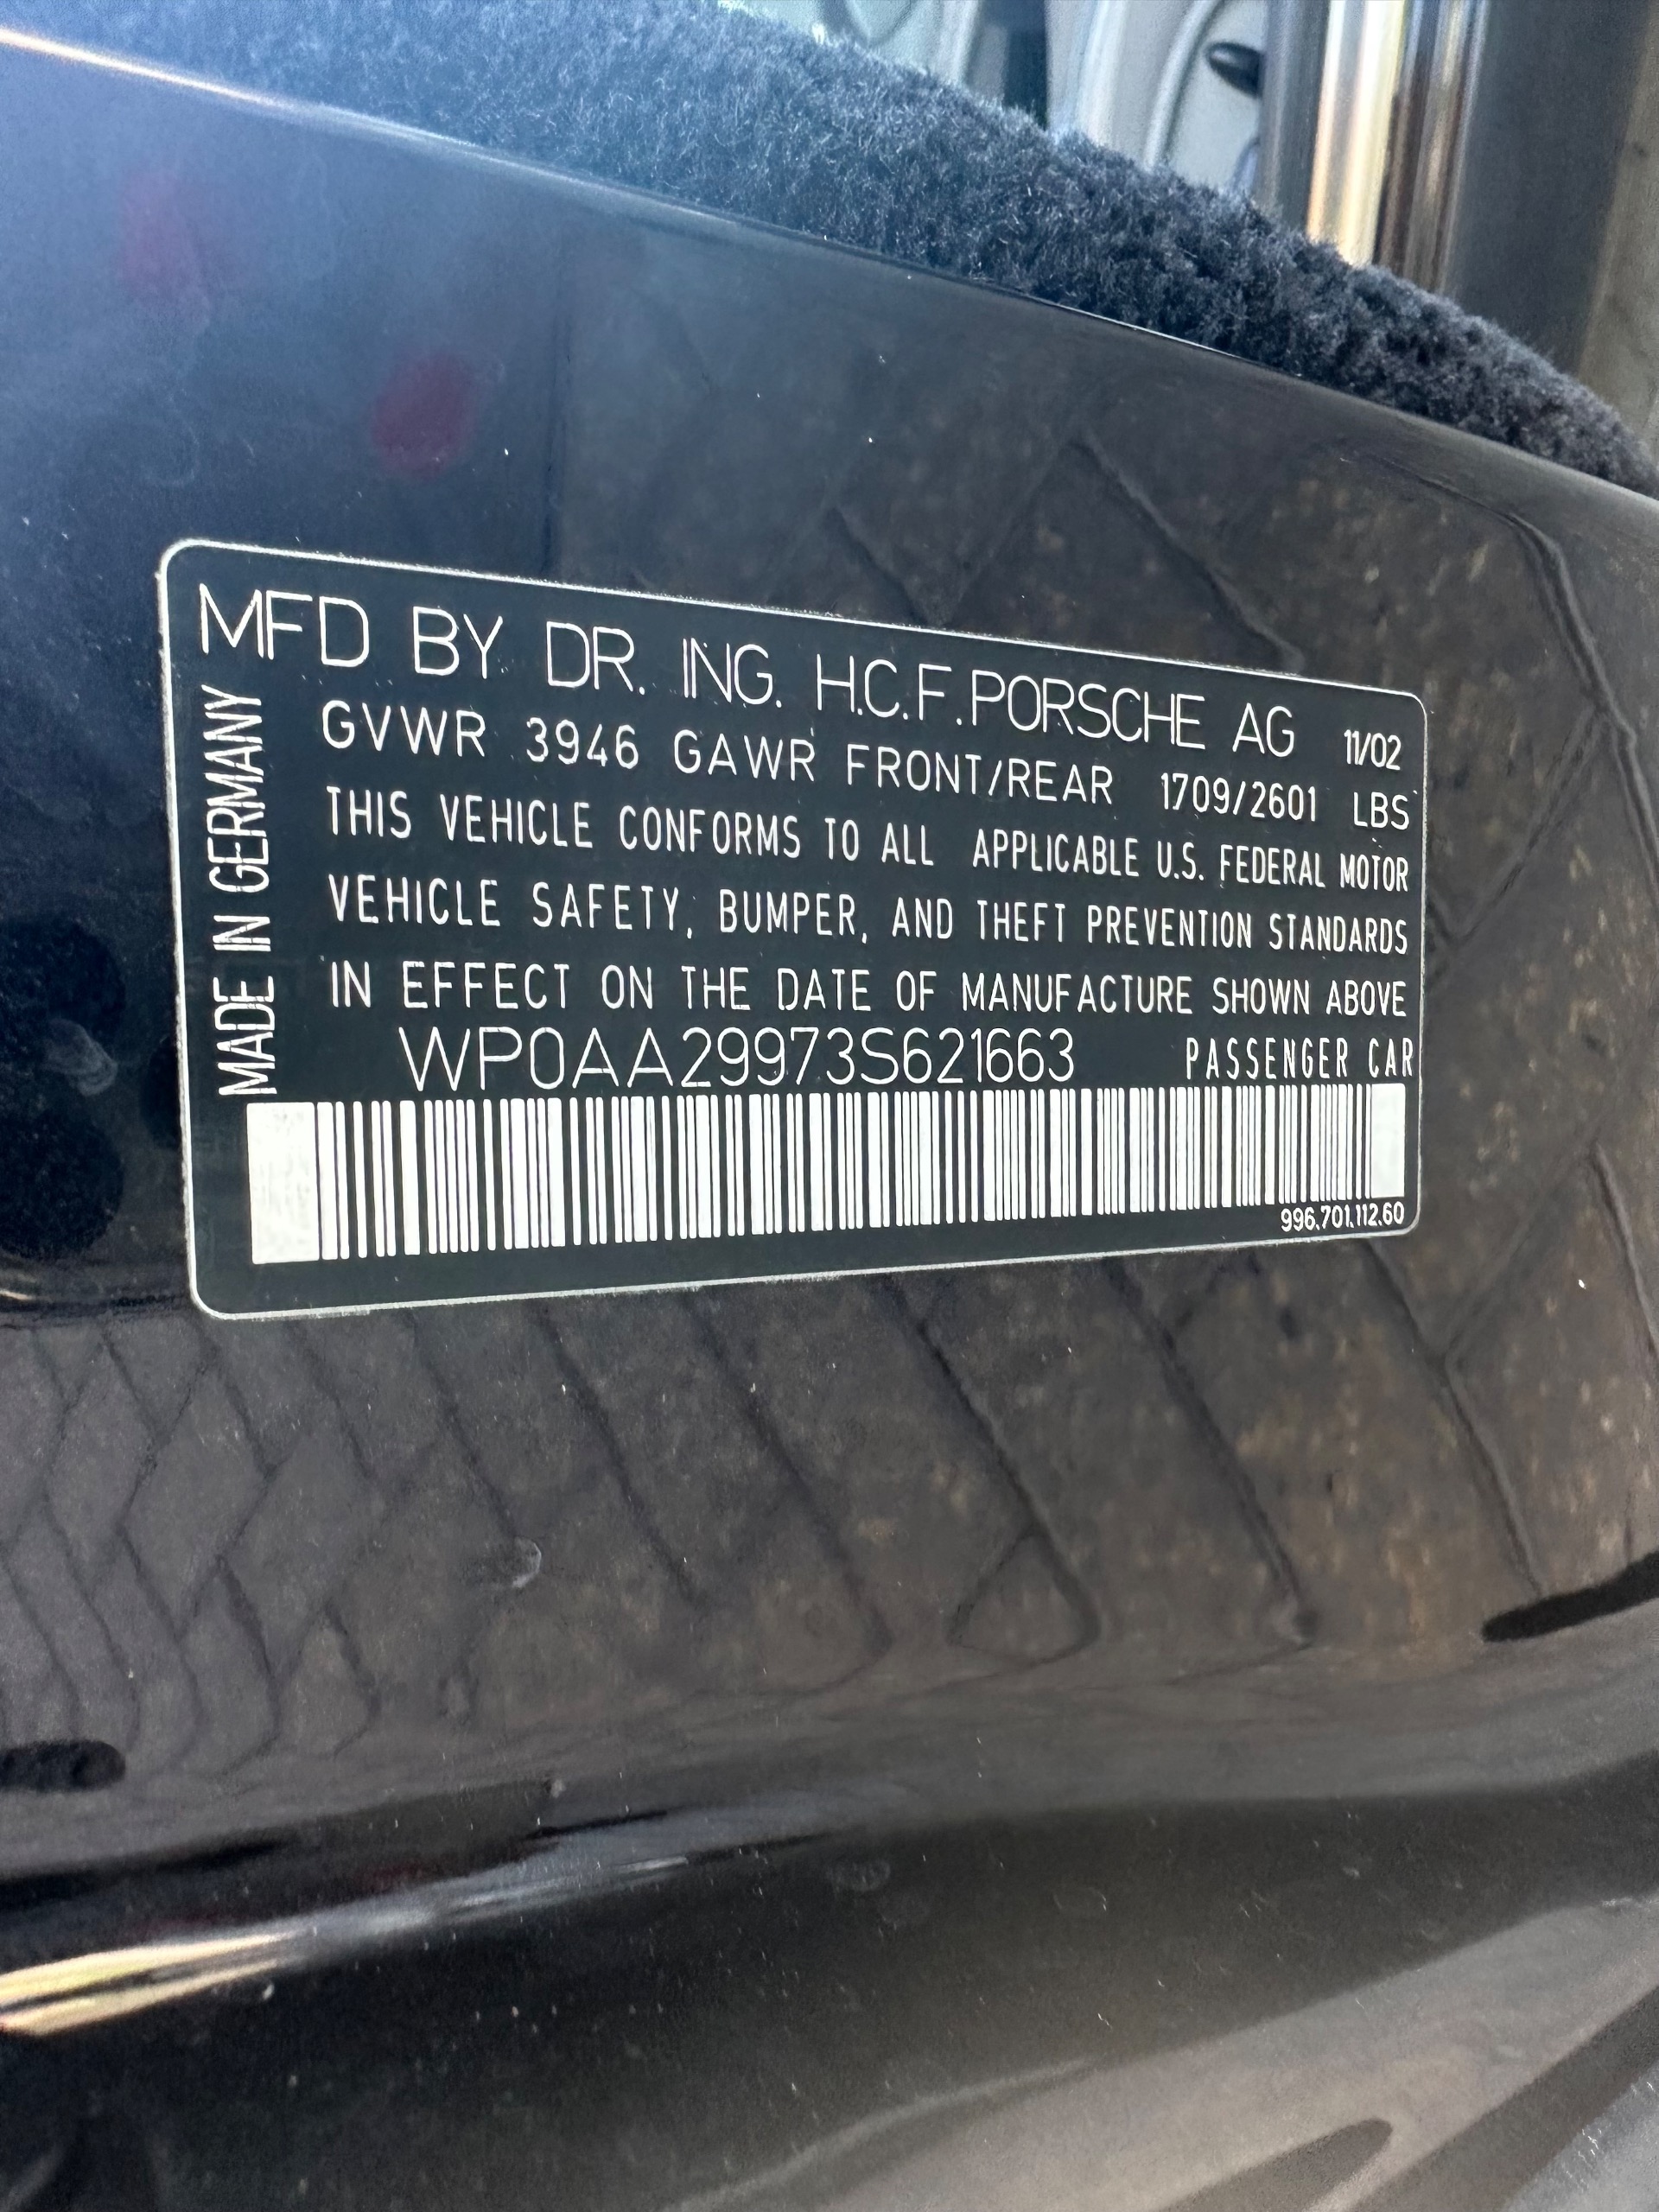 MFD BY DR. ING. H.C.F. PORSCHE AG 11/02
GVWR 3946 GAWR FRONT/REAR 1709/2601 LBS
THIS VEHICLE CONFORMS TO ALL APPLICABLE U.S. FEDERAL MOTOR
VEHICLE SAFETY, BUMPER, AND THEFT PREVENTION STANDARDS
IN EFFECT ON THE DATE OF MANUFACTURE SHOWN ABOVE
WP0AA29973S621663 PASSENGER CAR
996.701.112.60
MADE IN GERMANY